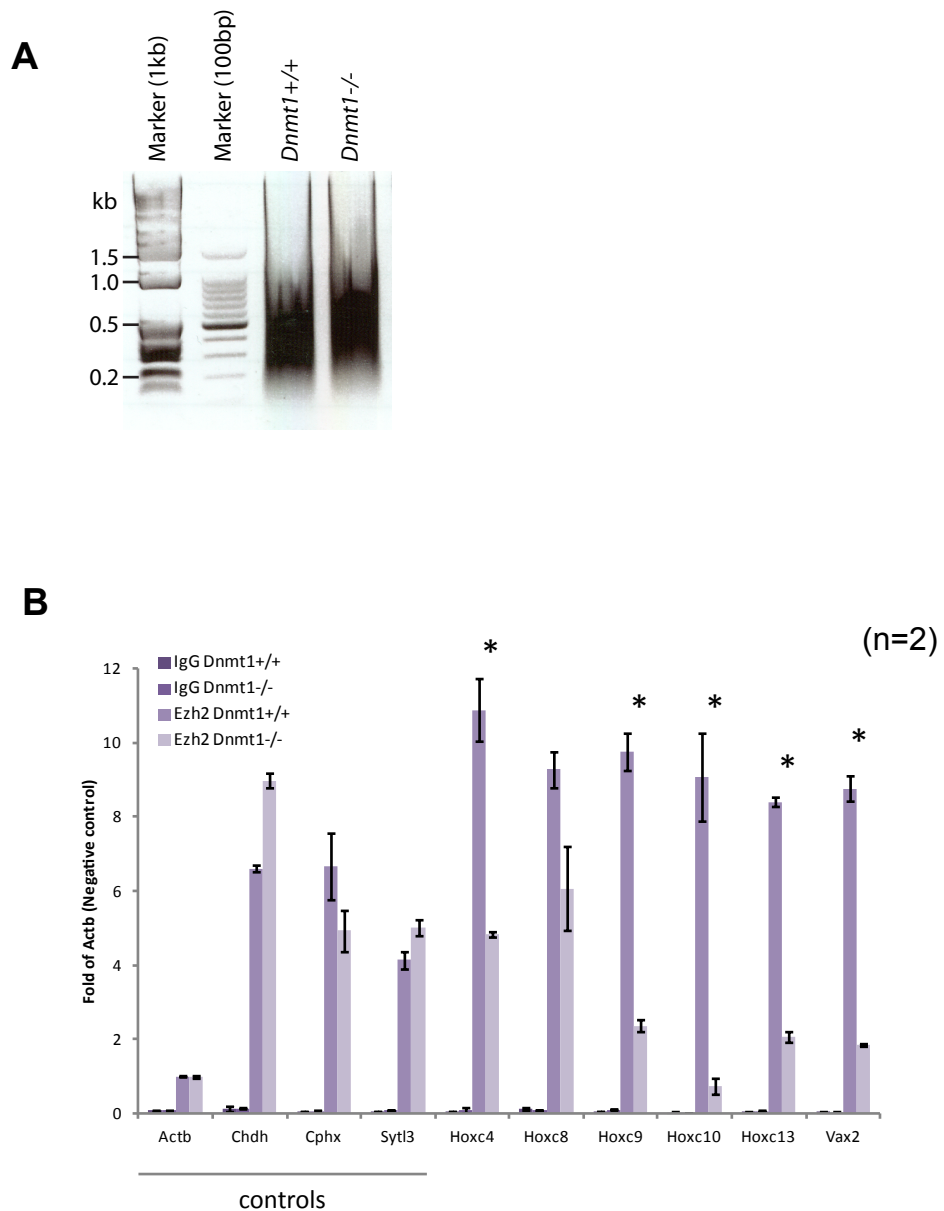 A
Marker (1kb)
Marker (100bp)
Dnmt1+/+
Dnmt1-/-
kb
1.5
1.0
0.5
0.2
B
(n=2)
IgG Dnmt1+/+
IgG Dnmt1-/-
Ezh2 Dnmt1+/+
Ezh2 Dnmt1-/-
* * * * *
Fold of Actb (Negative control)
12
10
8
6
4
2
0
Actb Chdh Cphx Sytl3 Hoxc4 Hoxc8 Hoxc9 Hoxc10 Hoxc13 Vax2
controls